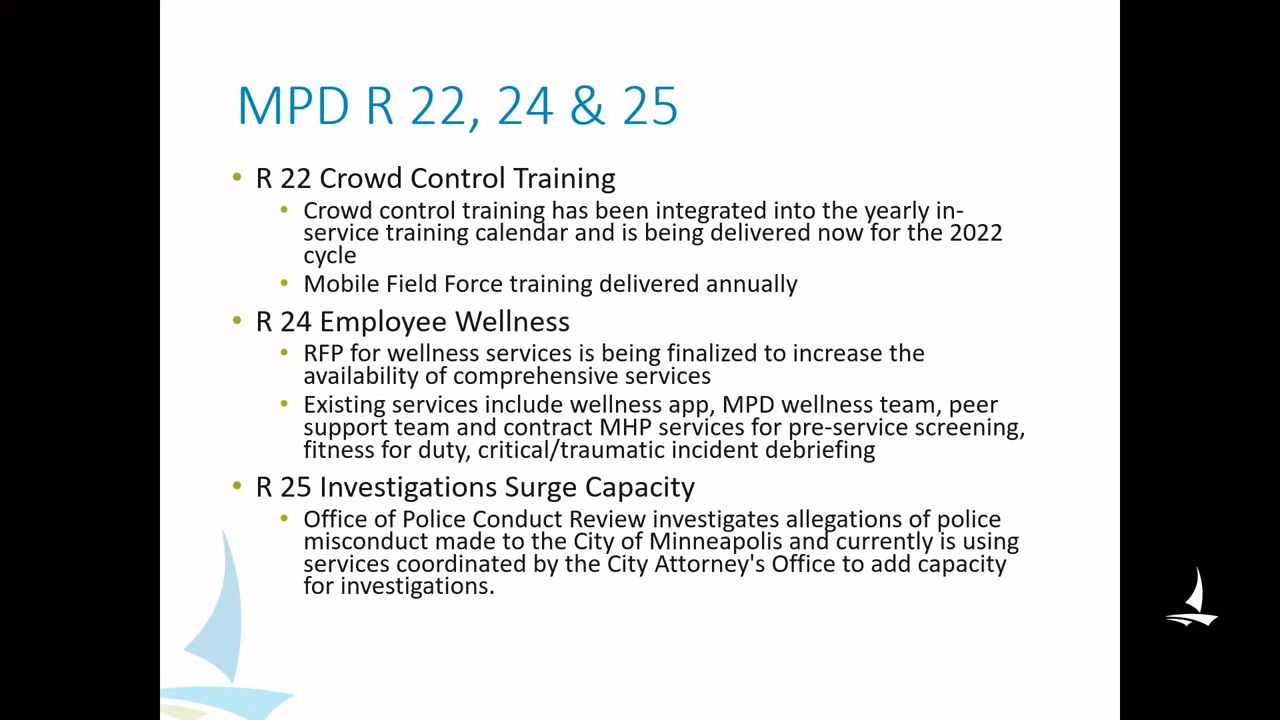 MPD R 22, 24 & 25
• R 22 Crowd Control Training
• Crowd control training has been integrated into the yearly in-
service training calendar and is being delivered now for the 2022
cycle
• Mobile Field Force training delivered annually
• R 24 Employee Wellness
• RFP for wellness services is being finalized to increase the
availability of comprehensive services
• Existing services include wellness app, MPD wellness team, peer
support team and contract MHP services for pre-service screening,
fitness for duty, critical/traumatic incident debriefing
• R 25 Investigations Surge Capacity
• Office of Police Conduct Review investigates allegations of police
misconduct made to the City of Minneapolis and currently is using
services coordinated by the City Attorney's Office to add capacity
for investigations.